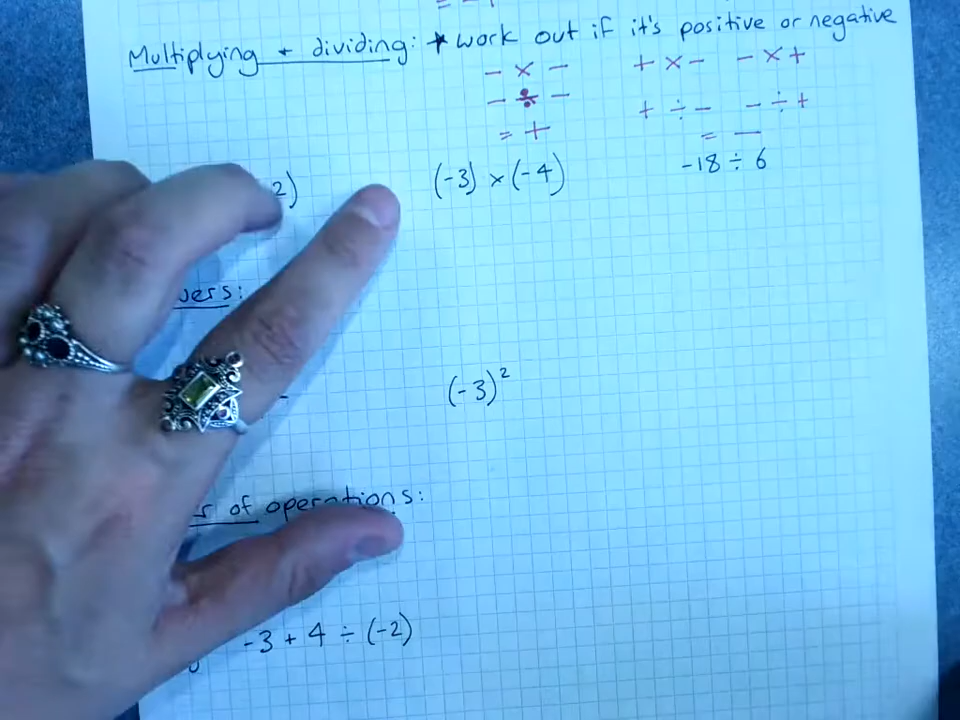 Multiplying + dividing: * work out if it's positive or negative
- × - + × - - × +
- ÷ - + ÷ - - ÷ +
= + = -
2) (-3) × (-4) -18 ÷ 6
(-3)²
of operations:
-3 + 4 ÷ (-2)